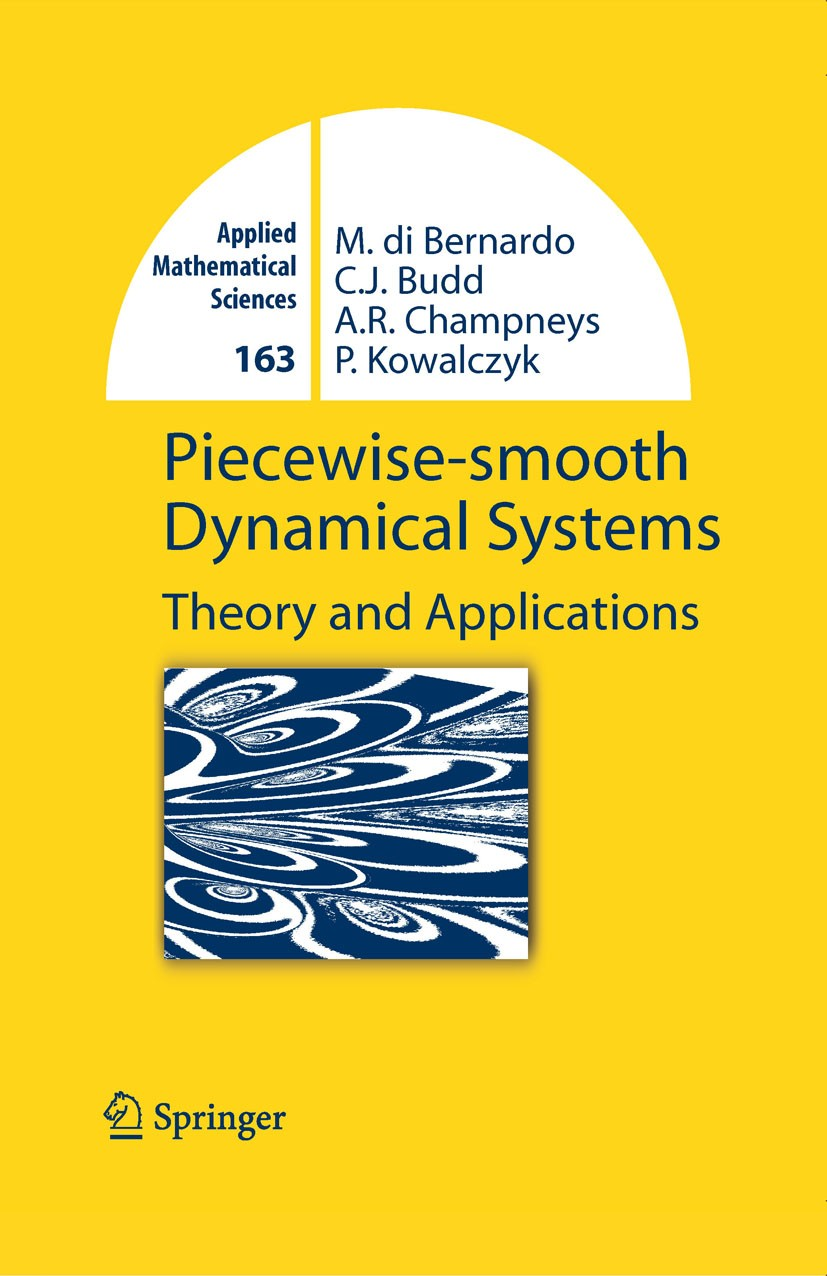 Applied
Mathematical
Sciences
163
M. di Bernardo
C.J. Budd
A.R. Champneys
P. Kowalczyk
Piecewise-smooth
Dynamical Systems
Theory and Applications
Springer